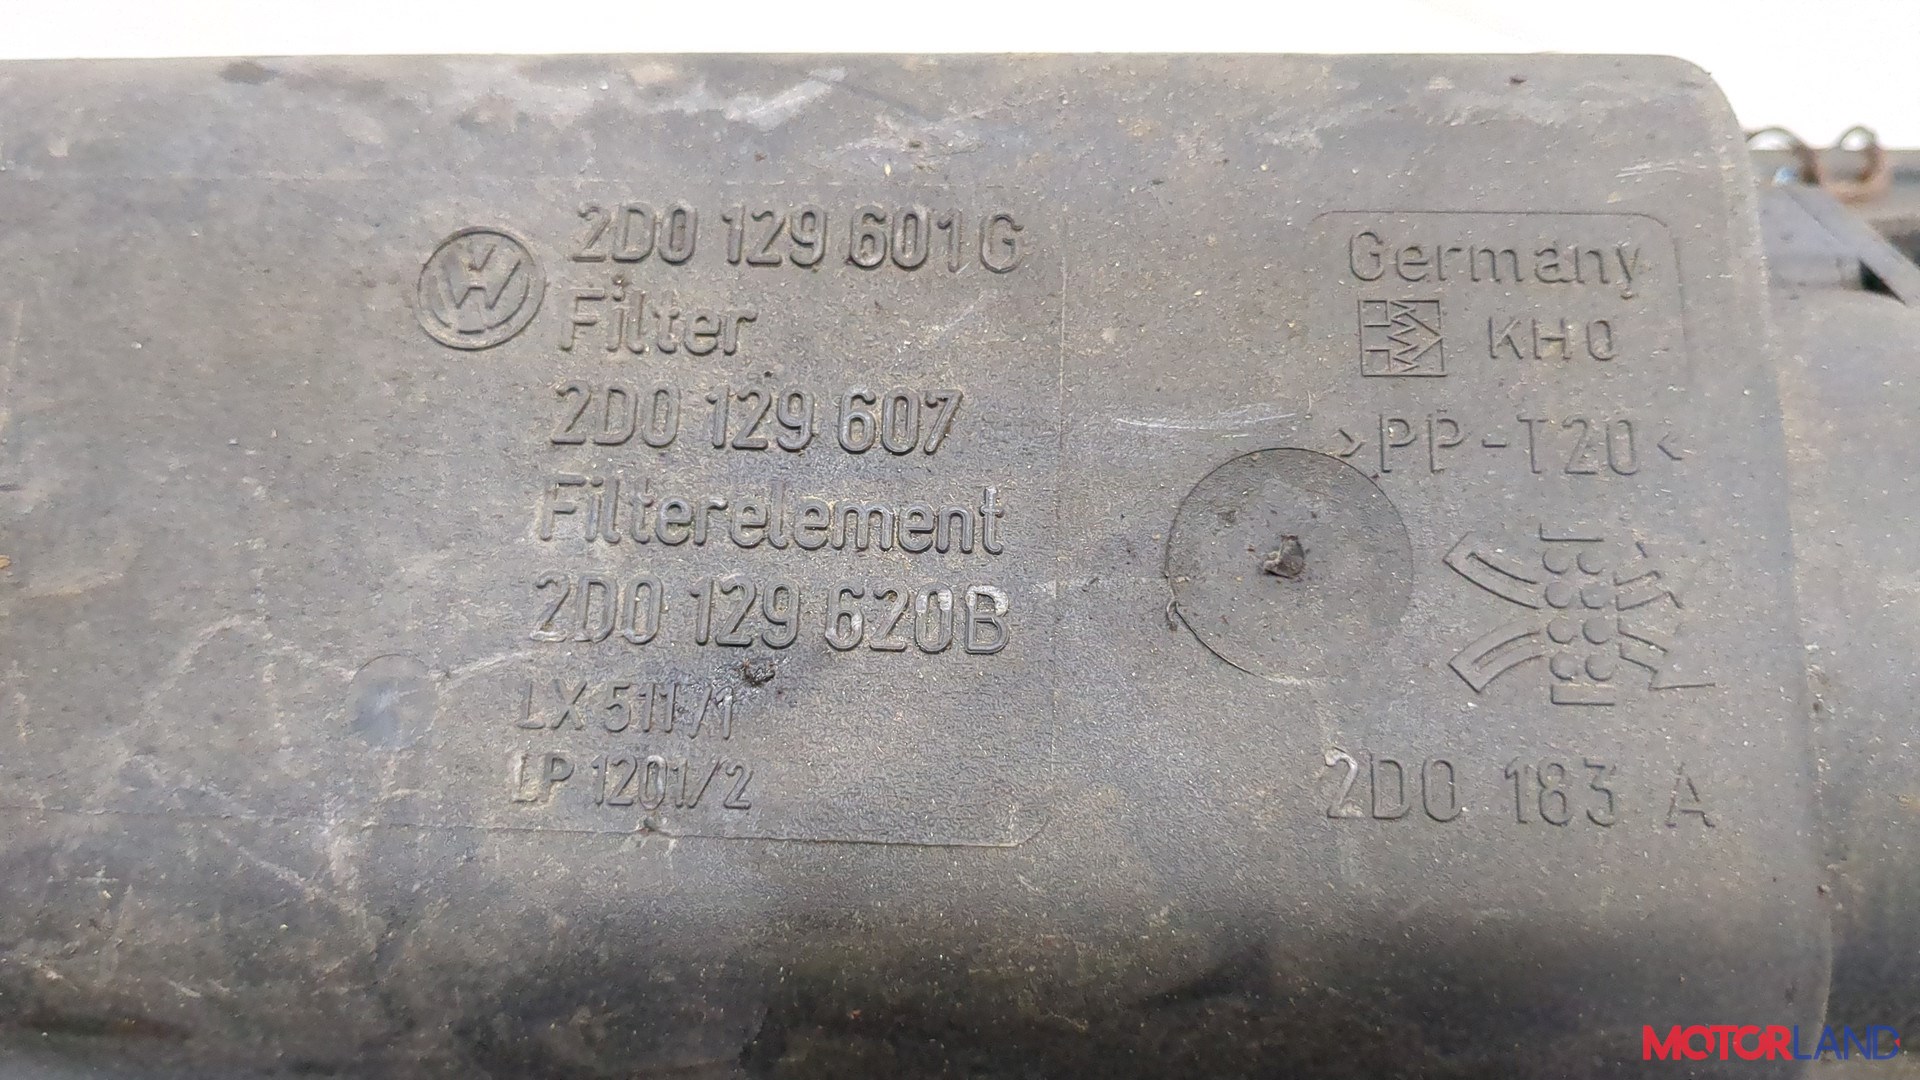 2D0 129 601G
Filter
2D0 129 607
Filterelement
2D0 129 620B
LX 511/1
LP 1201/2
Germany
KHO
>PP-T20<
2D0 183 A
MOTORLAND